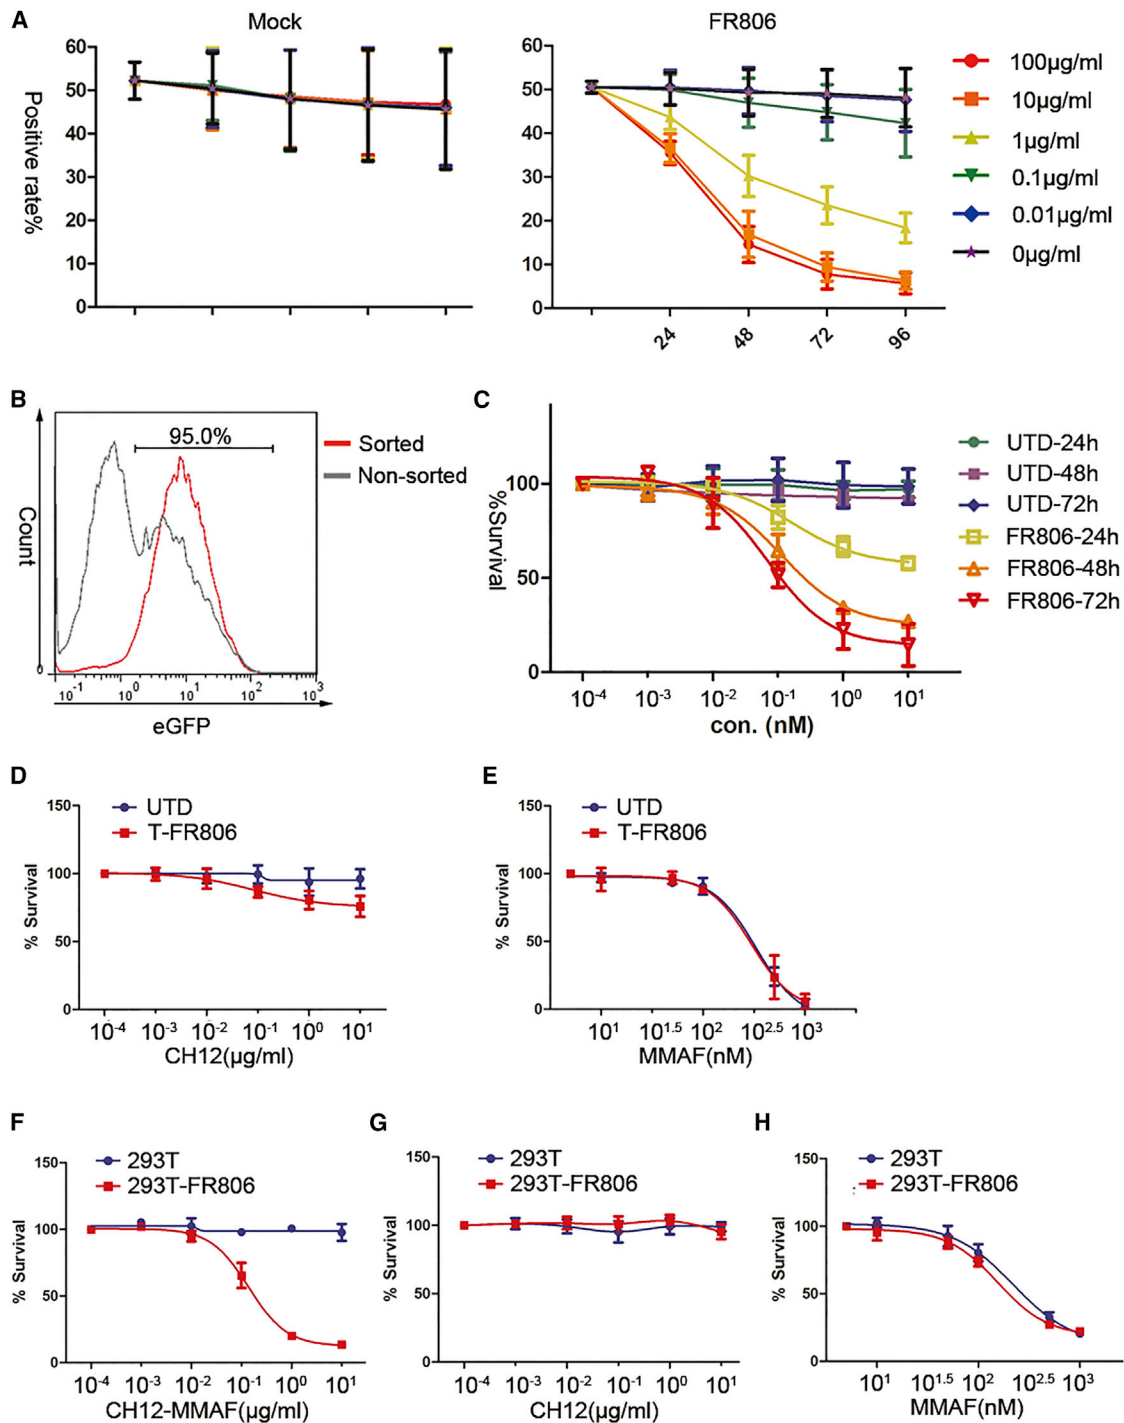 A
Mock
FR806
Positive rate%
60
50
40
30
20
10
0
60
50
40
30
20
10
0
24
48
72
96
100µg/ml
10µg/ml
1µg/ml
0.1µg/ml
0.01µg/ml
0µg/ml
B
Count
0
95.0%
Sorted
Non-sorted
10-1
100
101
102
103
eGFP
C
%Survival
100
50
0
10-4
10-3
10-2
10-1
100
101
con. (nM)
UTD-24h
UTD-48h
UTD-72h
FR806-24h
FR806-48h
FR806-72h
D
% Survival
150
100
50
0
UTD
T-FR806
10-4
10-3
10-2
10-1
100
101
CH12(µg/ml)
E
% Survival
150
100
50
0
UTD
T-FR806
101
101.5
102
102.5
103
MMAF(nM)
F
% Survival
150
100
50
0
293T
293T-FR806
10-4
10-3
10-2
10-1
100
101
CH12-MMAF(µg/ml)
G
% Survival
150
100
50
0
293T
293T-FR806
10-4
10-3
10-2
10-1
100
101
CH12(µg/ml)
H
% Survival
150
100
50
0
293T
293T-FR806
101
101.5
102
102.5
103
MMAF(nM)